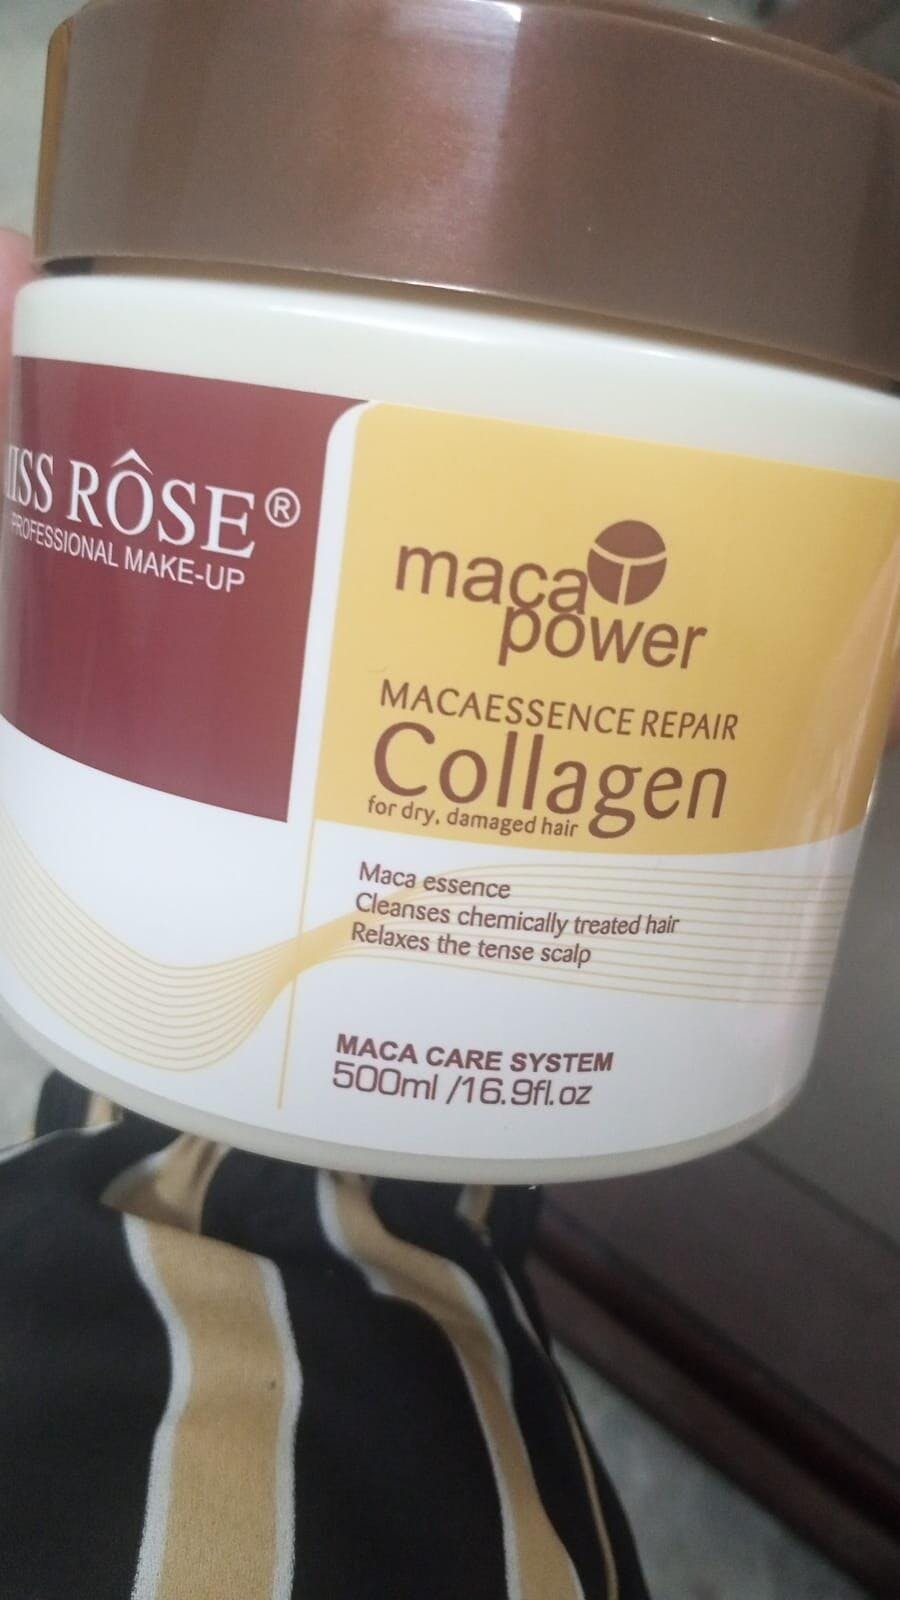 MISS RÔSE®
PROFESSIONAL MAKE-UP
maca
power
MACAESSENCE REPAIR
Collagen
for dry, damaged hair
Maca essence
Cleanses chemically treated hair
Relaxes the tense scalp
MACA CARE SYSTEM
500ml /16.9fl.oz